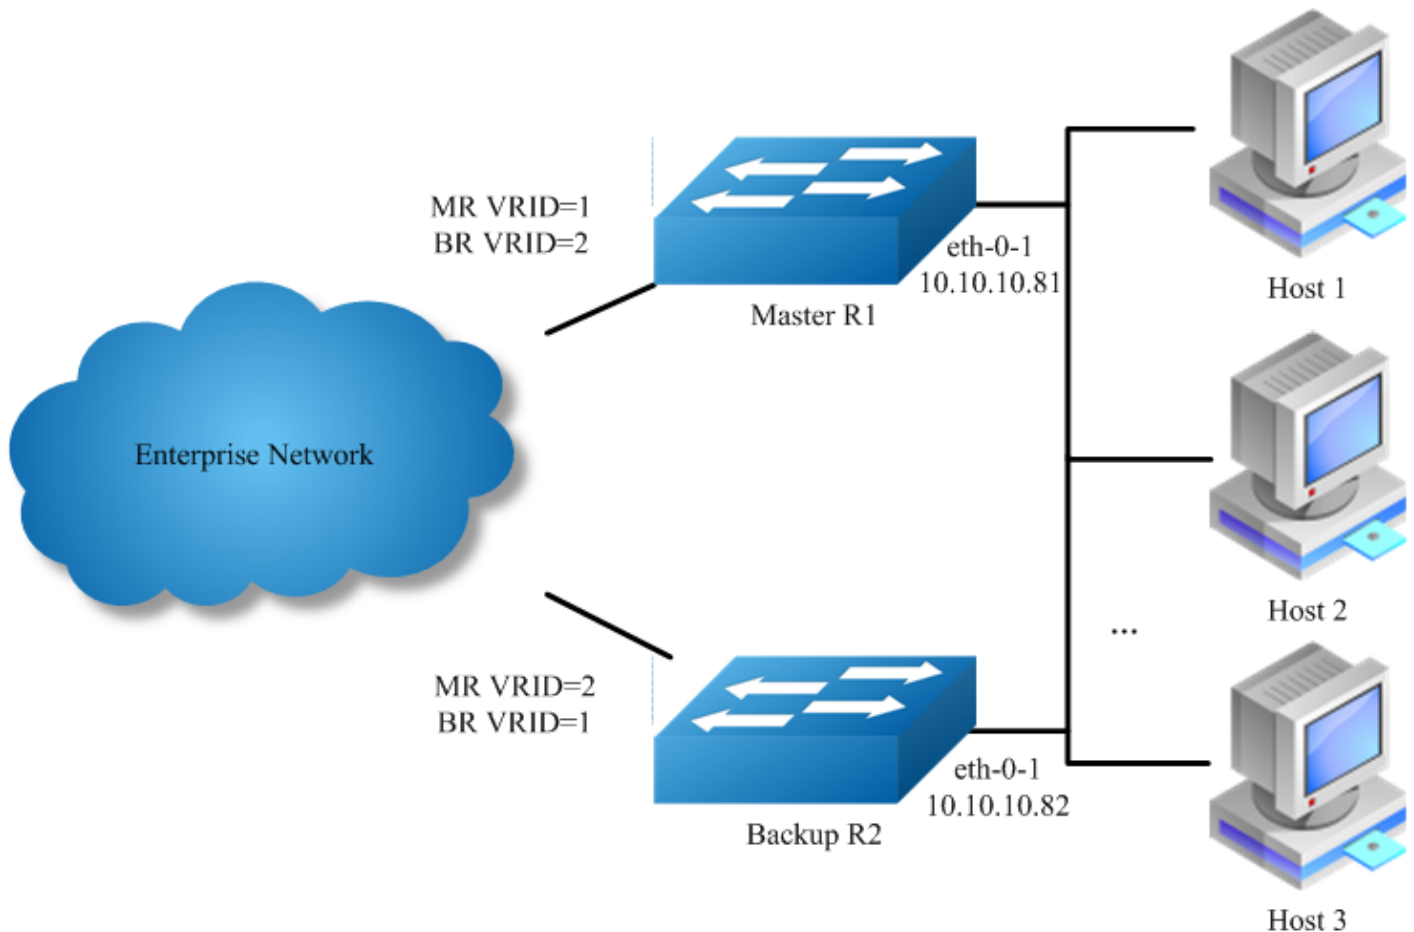 MR VRID=1
BR VRID=2
eth-0-1
10.10.10.81
Master R1
Host 1
Enterprise Network
Host 2
...
MR VRID=2
BR VRID=1
eth-0-1
10.10.10.82
Backup R2
Host 3